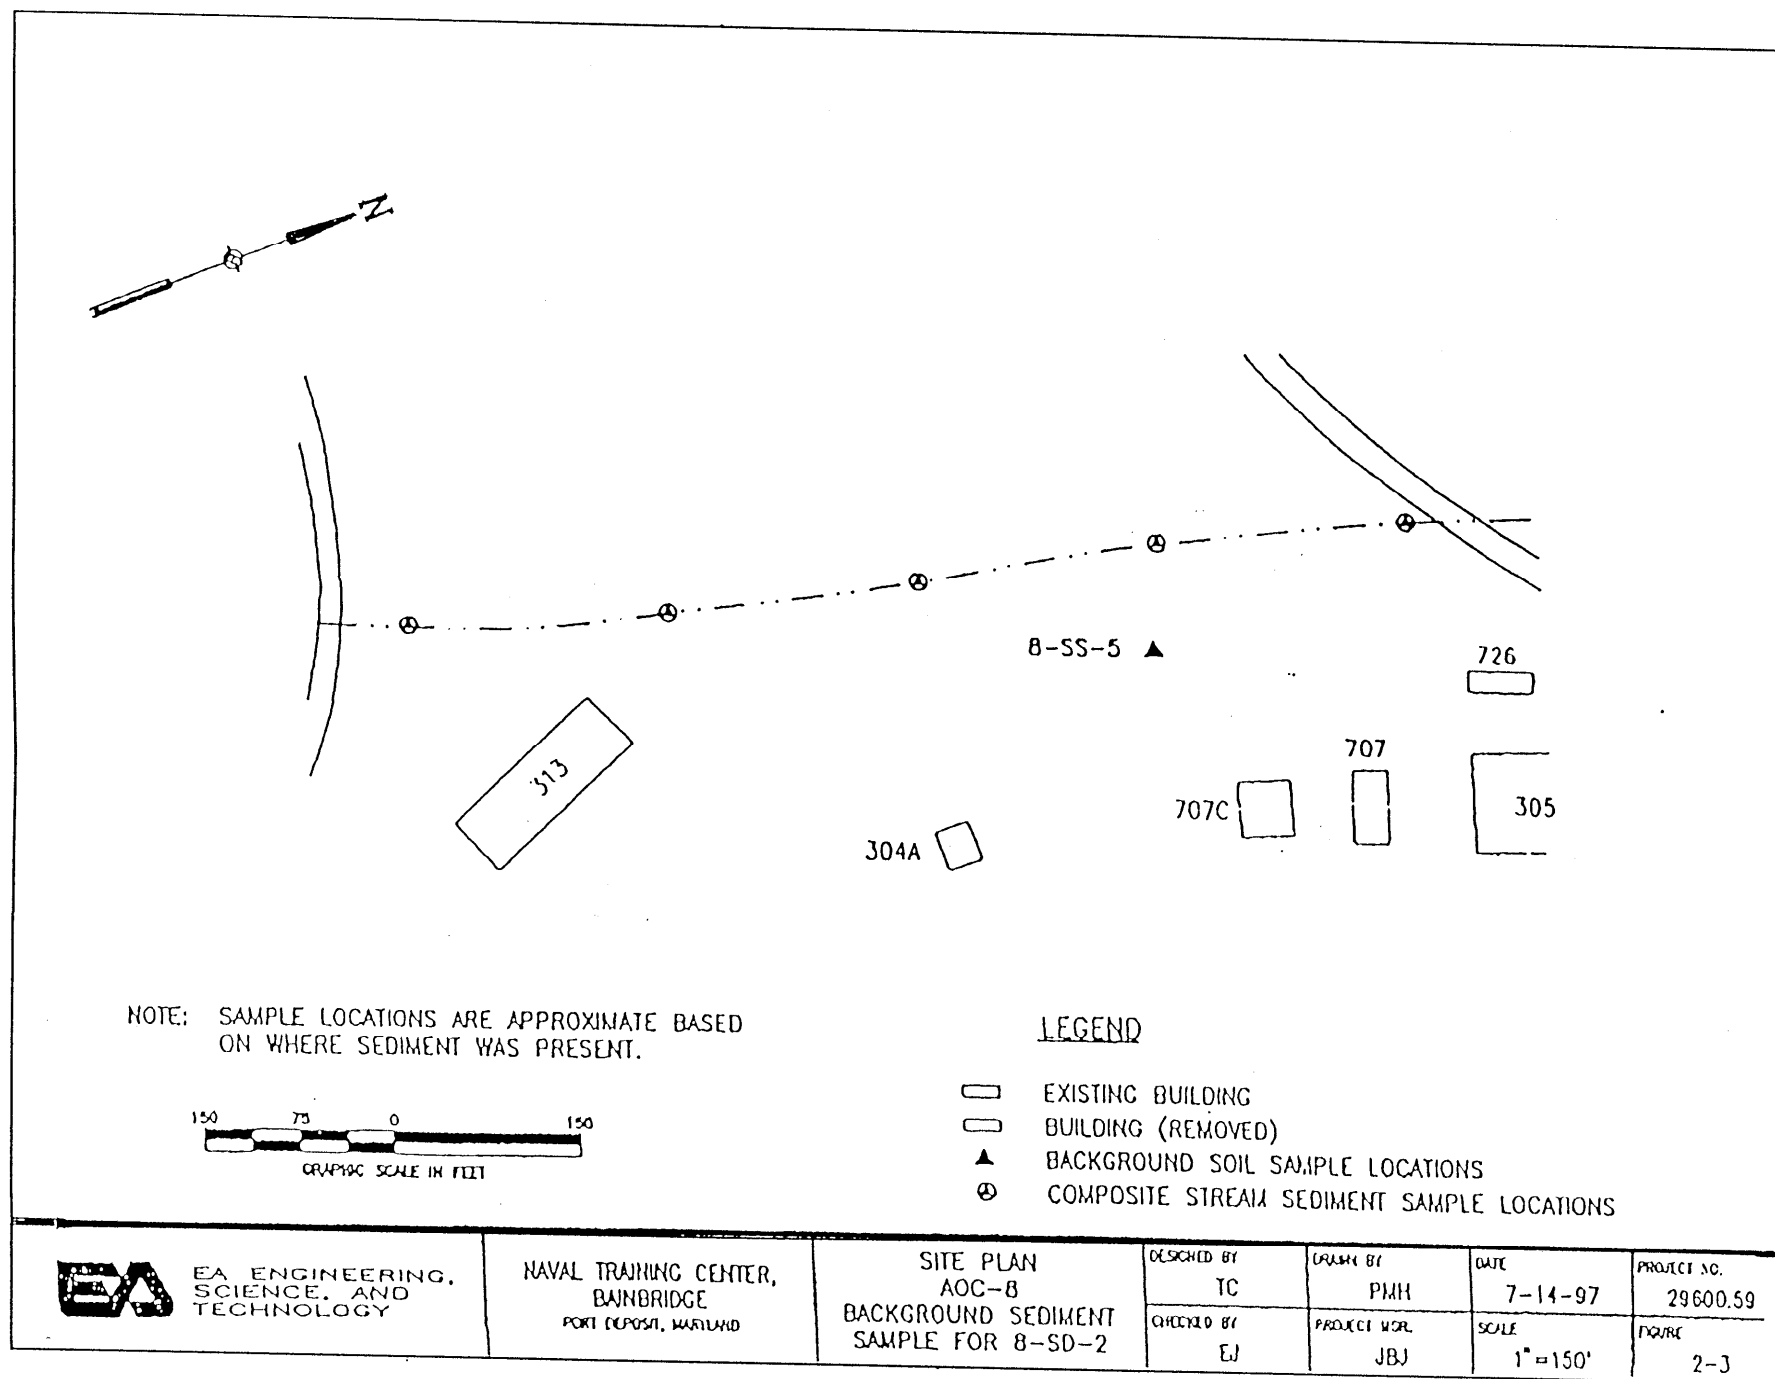 N
8-SS-5
726
707
313
707C
305
304A
NOTE: SAMPLE LOCATIONS ARE APPROXIMATE BASED
ON WHERE SEDIMENT WAS PRESENT.
LEGEND
EXISTING BUILDING
BUILDING (REMOVED)
BACKGROUND SOIL SAMPLE LOCATIONS
COMPOSITE STREAM SEDIMENT SAMPLE LOCATIONS
150 75 0 150
GRAPHIC SCALE IN FEET
EA
EA ENGINEERING,
SCIENCE, AND
TECHNOLOGY
NAVAL TRAINING CENTER,
BAINBRIDGE
PORT DEPOSIT, MARYLAND
SITE PLAN
AOC-8
BACKGROUND SEDIMENT
SAMPLE FOR 8-SD-2
DESIGNED BY
TC
DRAWN BY
PMH
DATE
7-14-97
PROJECT NO.
29600.59
CHECKED BY
EJ
PROJECT MGR.
JBJ
SCALE
1"=150'
FIGURE
2-3